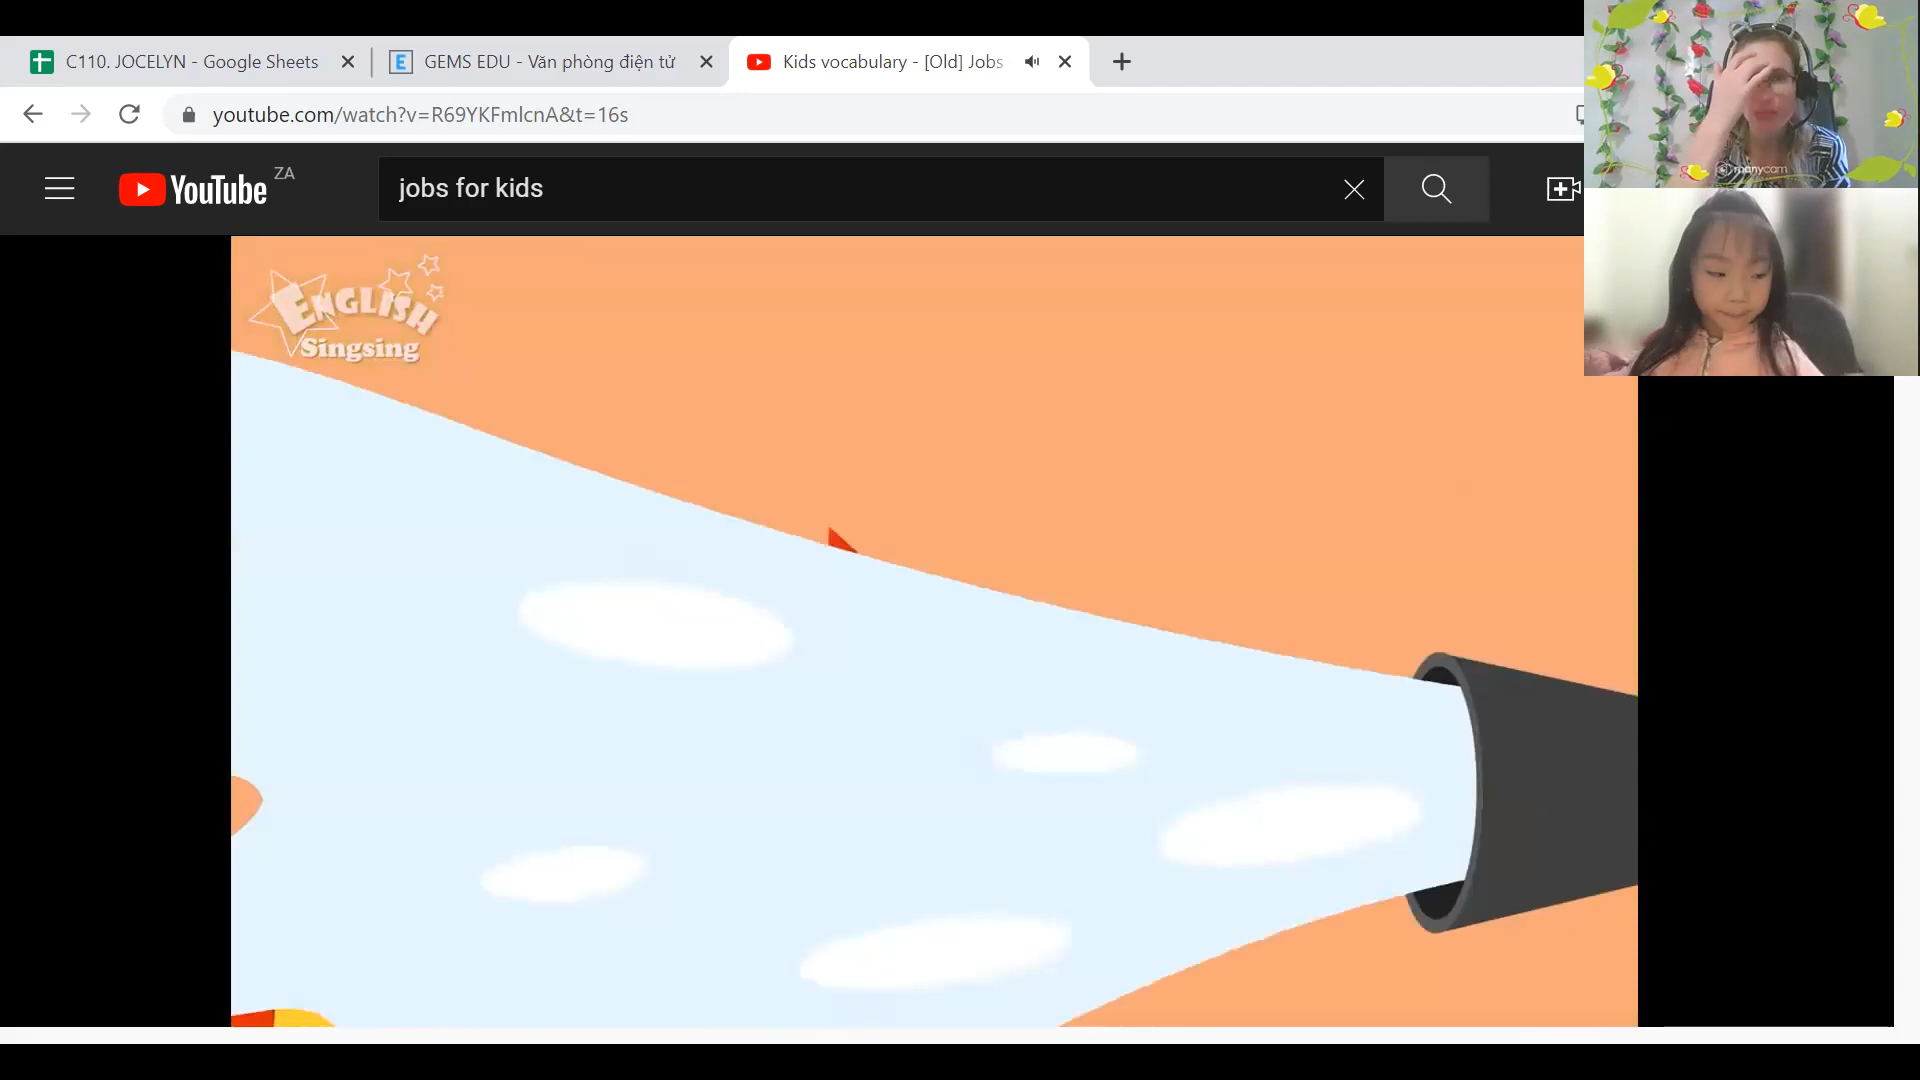 C110. JOCELYN - Google Sheets
GEMS EDU - Văn phòng điện tử
Kids vocabulary - [Old] Jobs
youtube.com/watch?v=R69YKFmlcnA&t=16s
YouTube ZA
jobs for kids
ENGLISH
Singsing
manycam